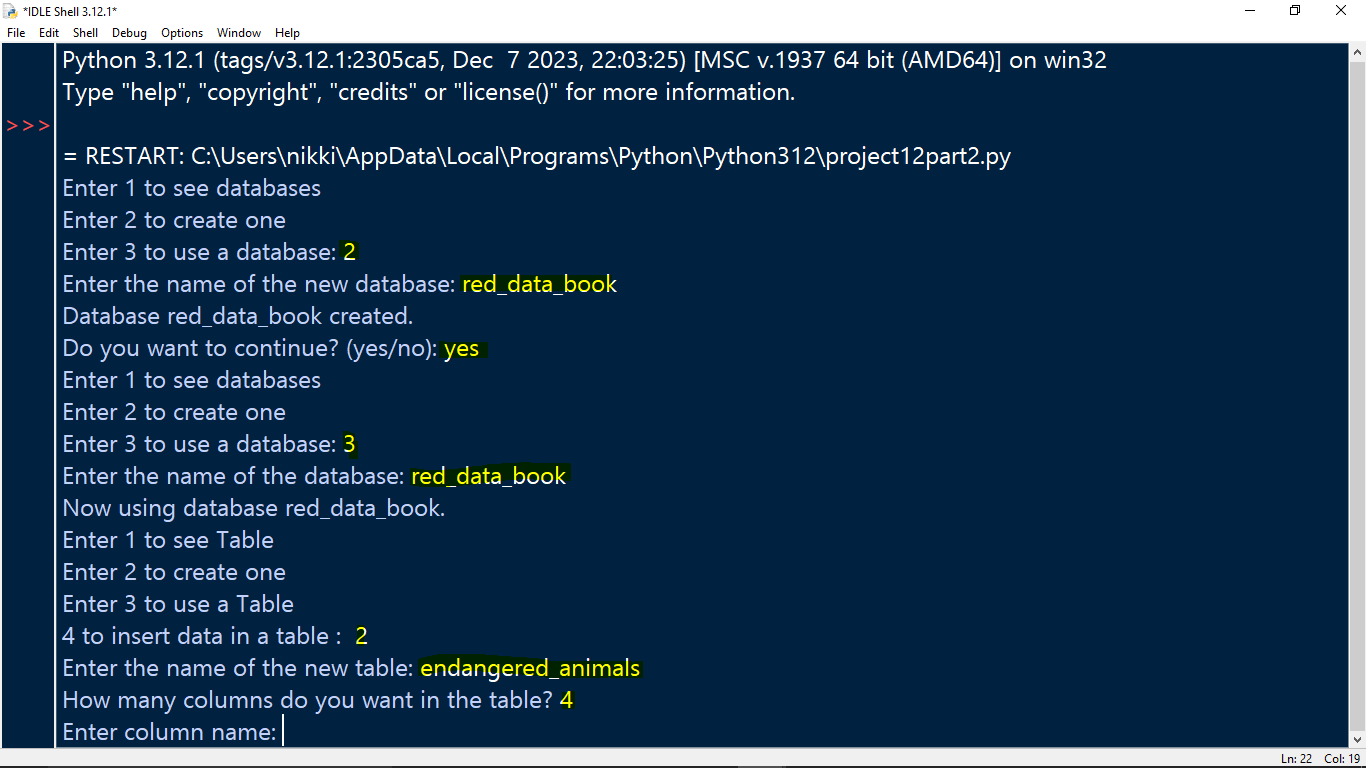 *IDLE Shell 3.12.1*
File Edit Shell Debug Options Window Help
Python 3.12.1 (tags/v3.12.1:2305ca5, Dec  7 2023, 22:03:25) [MSC v.1937 64 bit (AMD64)] on win32
Type "help", "copyright", "credits" or "license()" for more information.
>>>
= RESTART: C:\Users\nikki\AppData\Local\Programs\Python\Python312\project12part2.py
Enter 1 to see databases
Enter 2 to create one
Enter 3 to use a database: 2
Enter the name of the new database: red_data_book
Database red_data_book created.
Do you want to continue? (yes/no): yes
Enter 1 to see databases
Enter 2 to create one
Enter 3 to use a database: 3
Enter the name of the database: red_data_book
Now using database red_data_book.
Enter 1 to see Table
Enter 2 to create one
Enter 3 to use a Table
4 to insert data in a table :  2
Enter the name of the new table: endangered_animals
How many columns do you want in the table? 4
Enter column name:
Ln: 22 Col: 19